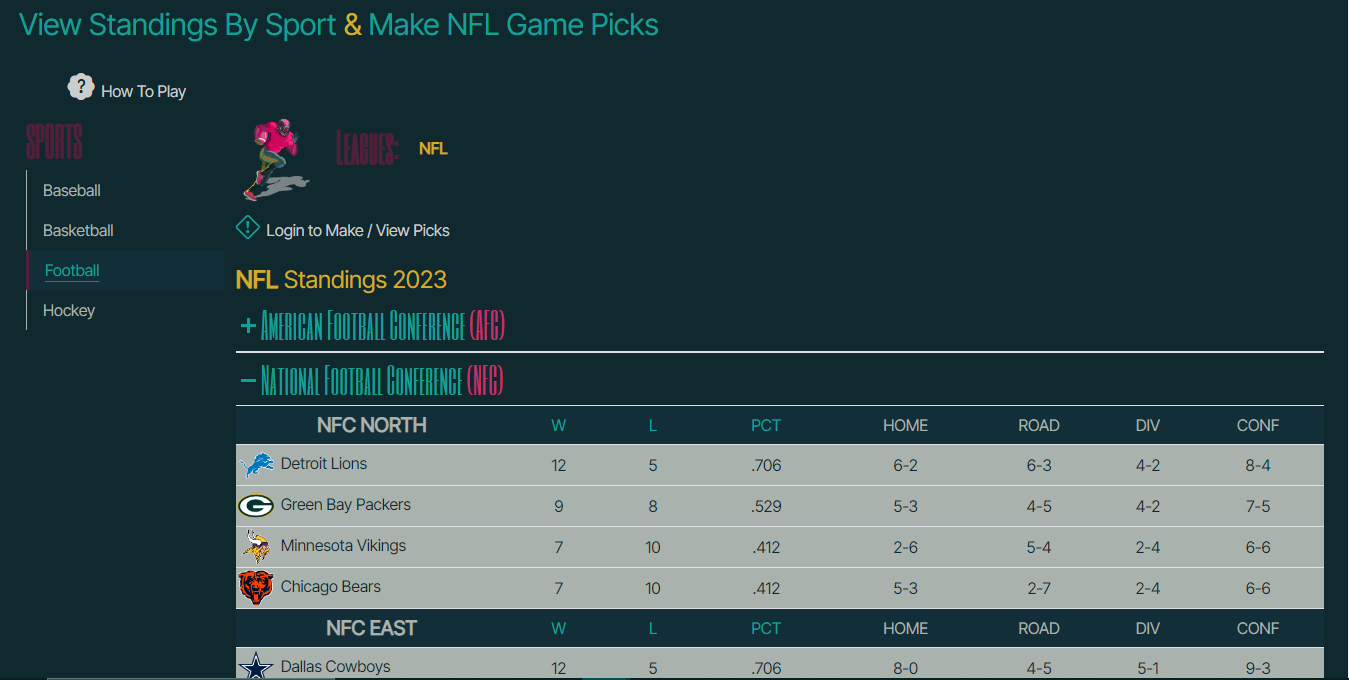 View Standings By Sport & Make NFL Game Picks
? How To Play
SPORTS
Baseball
Basketball
Football
Hockey
Leagues: NFL
! Login to Make / View Picks
NFL Standings 2023
+ American Football Conference (AFC)
− National Football Conference (NFC)
NFC NORTH W L PCT HOME ROAD DIV CONF
Detroit Lions 12 5 .706 6-2 6-3 4-2 8-4
G Green Bay Packers 9 8 .529 5-3 4-5 4-2 7-5
Minnesota Vikings 7 10 .412 2-6 5-4 2-4 6-6
Chicago Bears 7 10 .412 5-3 2-7 2-4 6-6
NFC EAST W L PCT HOME ROAD DIV CONF
Dallas Cowboys 12 5 .706 8-0 4-5 5-1 9-3